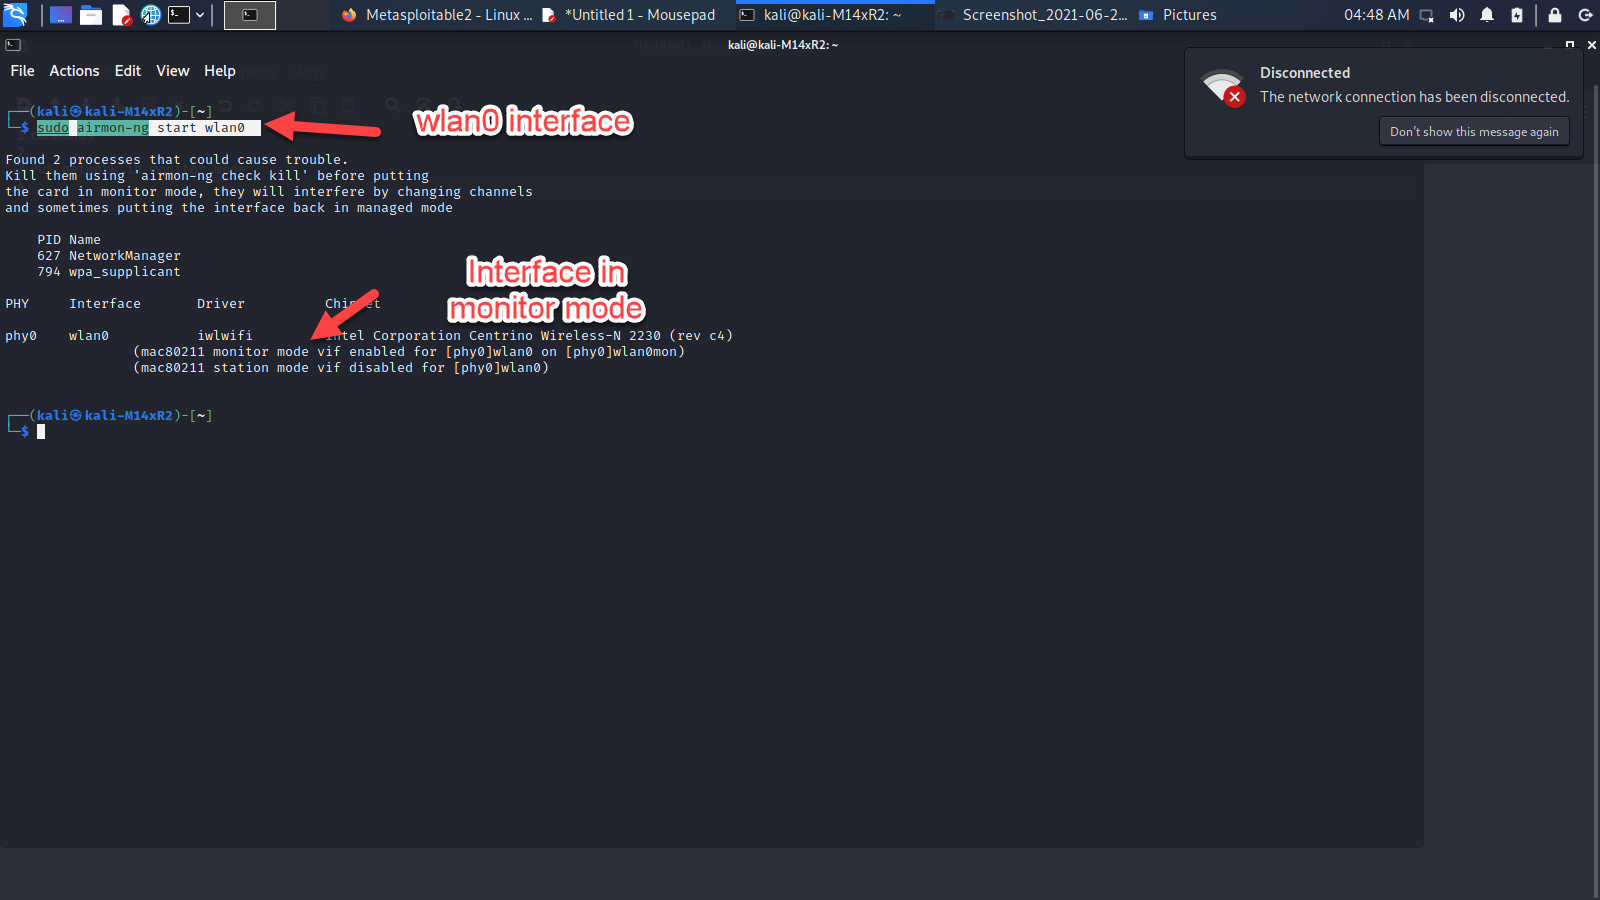 Metasploitable2 - Linux ...
*Untitled 1 - Mousepad
kali@kali-M14xR2: ~
Screenshot_2021-06-2...
Pictures
04:48 AM
kali@kali-M14xR2: ~
File Actions Edit View Help
Disconnected
The network connection has been disconnected.
Don't show this message again
┌──(kali㉿kali-M14xR2)-[~]
└─$ sudo airmon-ng start wlan0
wlan0 interface
Found 2 processes that could cause trouble.
Kill them using 'airmon-ng check kill' before putting
the card in monitor mode, they will interfere by changing channels
and sometimes putting the interface back in managed mode
PID Name
627 NetworkManager
794 wpa_supplicant
Interface in
monitor mode
PHY Interface Driver Chipset
phy0 wlan0 iwlwifi Intel Corporation Centrino Wireless-N 2230 (rev c4)
(mac80211 monitor mode vif enabled for [phy0]wlan0 on [phy0]wlan0mon)
(mac80211 station mode vif disabled for [phy0]wlan0)
┌──(kali㉿kali-M14xR2)-[~]
└─$